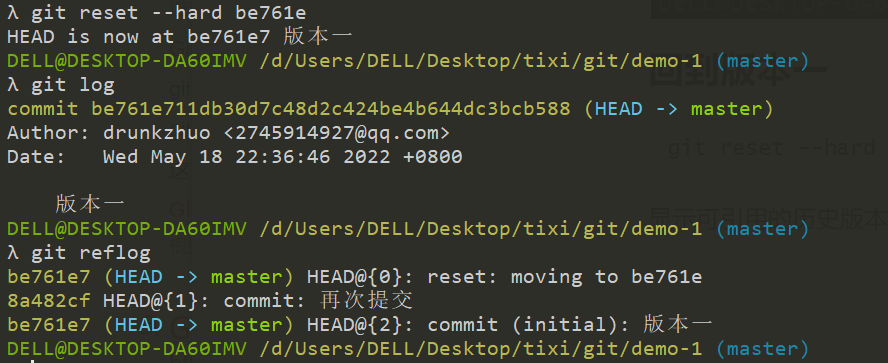 λ git reset --hard be761e
HEAD is now at be761e7 版本一
DELL@DESKTOP-DA60IMV /d/Users/DELL/Desktop/tixi/git/demo-1 (master)
λ git log
commit be761e711db30d7c48d2c424be4b644dc3bcb588 (HEAD -> master)
Author: drunkzhuo <2745914927@qq.com>
Date:   Wed May 18 22:36:46 2022 +0800
版本一
DELL@DESKTOP-DA60IMV /d/Users/DELL/Desktop/tixi/git/demo-1 (master)
λ git reflog
be761e7 (HEAD -> master) HEAD@{0}: reset: moving to be761e
8a482cf HEAD@{1}: commit: 再次提交
be761e7 (HEAD -> master) HEAD@{2}: commit (initial): 版本一
DELL@DESKTOP-DA60IMV /d/Users/DELL/Desktop/tixi/git/demo-1 (master)
回到版本一
git reset --hard
显示可引用的历史版本